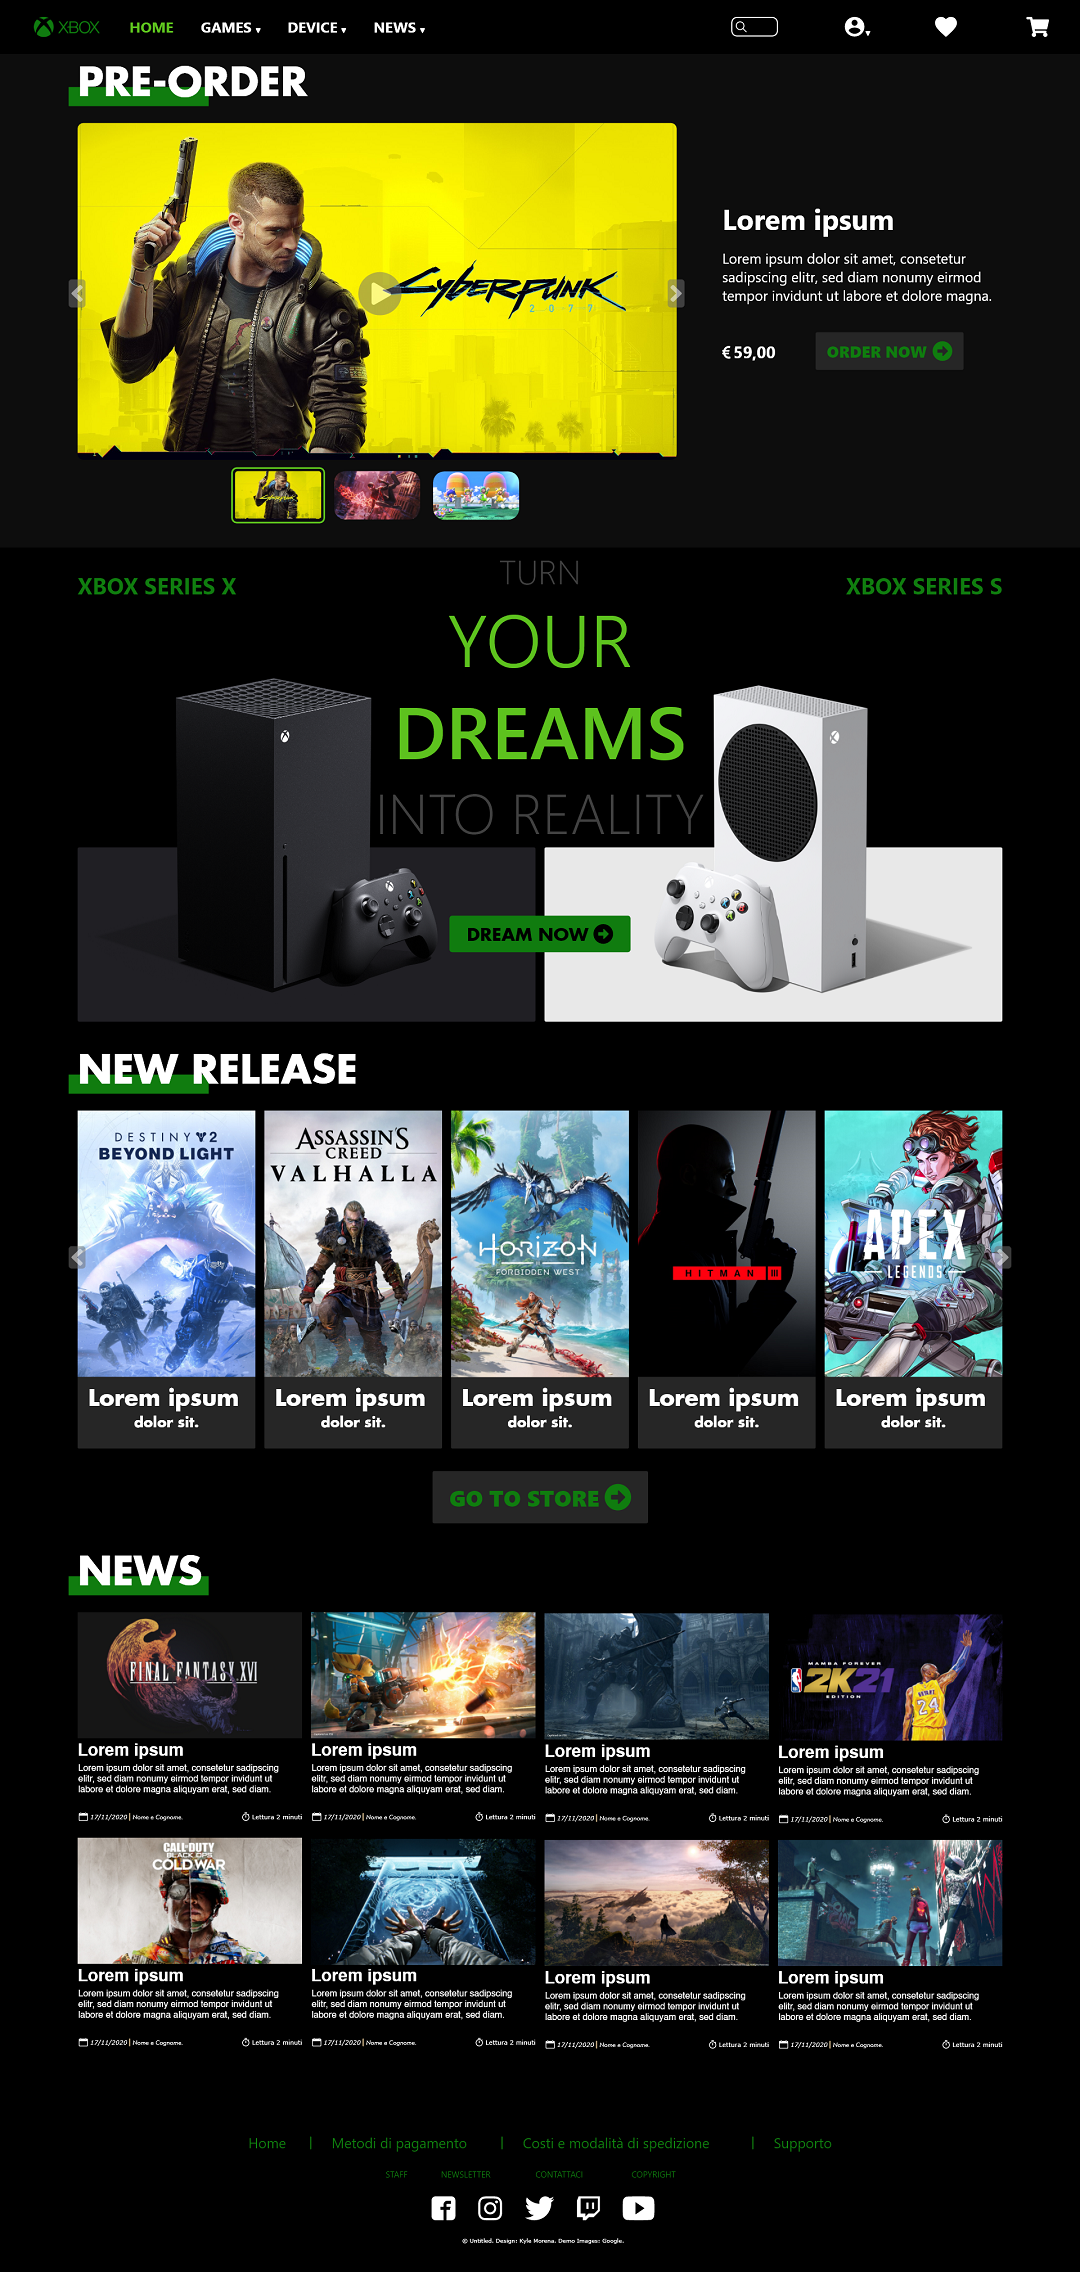 XBOX HOME GAMES DEVICE NEWS
PRE-ORDER
Cyberpunk
2077
Lorem ipsum
Lorem ipsum dolor sit amet, consetetur
sadipscing elitr, sed diam nonumy eirmod
tempor invidunt ut labore et dolore magna.
€ 59,00
ORDER NOW
XBOX SERIES X
TURN
YOUR
DREAMS
INTO REALITY
XBOX SERIES S
DREAM NOW
NEW RELEASE
DESTINY 2
BEYOND LIGHT
Lorem ipsum
dolor sit.
ASSASSIN'S
CREED
VALHALLA
Lorem ipsum
dolor sit.
HORIZON
FORBIDDEN WEST
Lorem ipsum
dolor sit.
HITMAN III
Lorem ipsum
dolor sit.
APEX
LEGENDS
Lorem ipsum
dolor sit.
GO TO STORE
NEWS
FINAL FANTASY XVI
Lorem ipsum
Lorem ipsum dolor sit amet, consetetur sadipscing
elitr, sed diam nonumy eirmod tempor invidunt ut
labore et dolore magna aliquyam erat, sed diam.
17/11/2020 | Nome e Cognome. Lettura 2 minuti
Lorem ipsum
Lorem ipsum dolor sit amet, consetetur sadipscing
elitr, sed diam nonumy eirmod tempor invidunt ut
labore et dolore magna aliquyam erat, sed diam.
17/11/2020 | Nome e Cognome. Lettura 2 minuti
Lorem ipsum
Lorem ipsum dolor sit amet, consetetur sadipscing
elitr, sed diam nonumy eirmod tempor invidunt ut
labore et dolore magna aliquyam erat, sed diam.
17/11/2020 | Nome e Cognome. Lettura 2 minuti
MAMBA FOREVER
NBA 2K21
EDITION
24
Lorem ipsum
Lorem ipsum dolor sit amet, consetetur sadipscing
elitr, sed diam nonumy eirmod tempor invidunt ut
labore et dolore magna aliquyam erat, sed diam.
17/11/2020 | Nome e Cognome. Lettura 2 minuti
CALL OF DUTY
BLACK OPS
COLD WAR
Lorem ipsum
Lorem ipsum dolor sit amet, consetetur sadipscing
elitr, sed diam nonumy eirmod tempor invidunt ut
labore et dolore magna aliquyam erat, sed diam.
17/11/2020 | Nome e Cognome. Lettura 2 minuti
Lorem ipsum
Lorem ipsum dolor sit amet, consetetur sadipscing
elitr, sed diam nonumy eirmod tempor invidunt ut
labore et dolore magna aliquyam erat, sed diam.
17/11/2020 | Nome e Cognome. Lettura 2 minuti
Lorem ipsum
Lorem ipsum dolor sit amet, consetetur sadipscing
elitr, sed diam nonumy eirmod tempor invidunt ut
labore et dolore magna aliquyam erat, sed diam.
17/11/2020 | Nome e Cognome. Lettura 2 minuti
Lorem ipsum
Lorem ipsum dolor sit amet, consetetur sadipscing
elitr, sed diam nonumy eirmod tempor invidunt ut
labore et dolore magna aliquyam erat, sed diam.
17/11/2020 | Nome e Cognome. Lettura 2 minuti
Home | Metodi di pagamento | Costi e modalità di spedizione | Supporto
STAFF NEWSLETTER CONTATTACI COPYRIGHT
© Untitled. Design: Kyle Morena. Demo Images: Google.